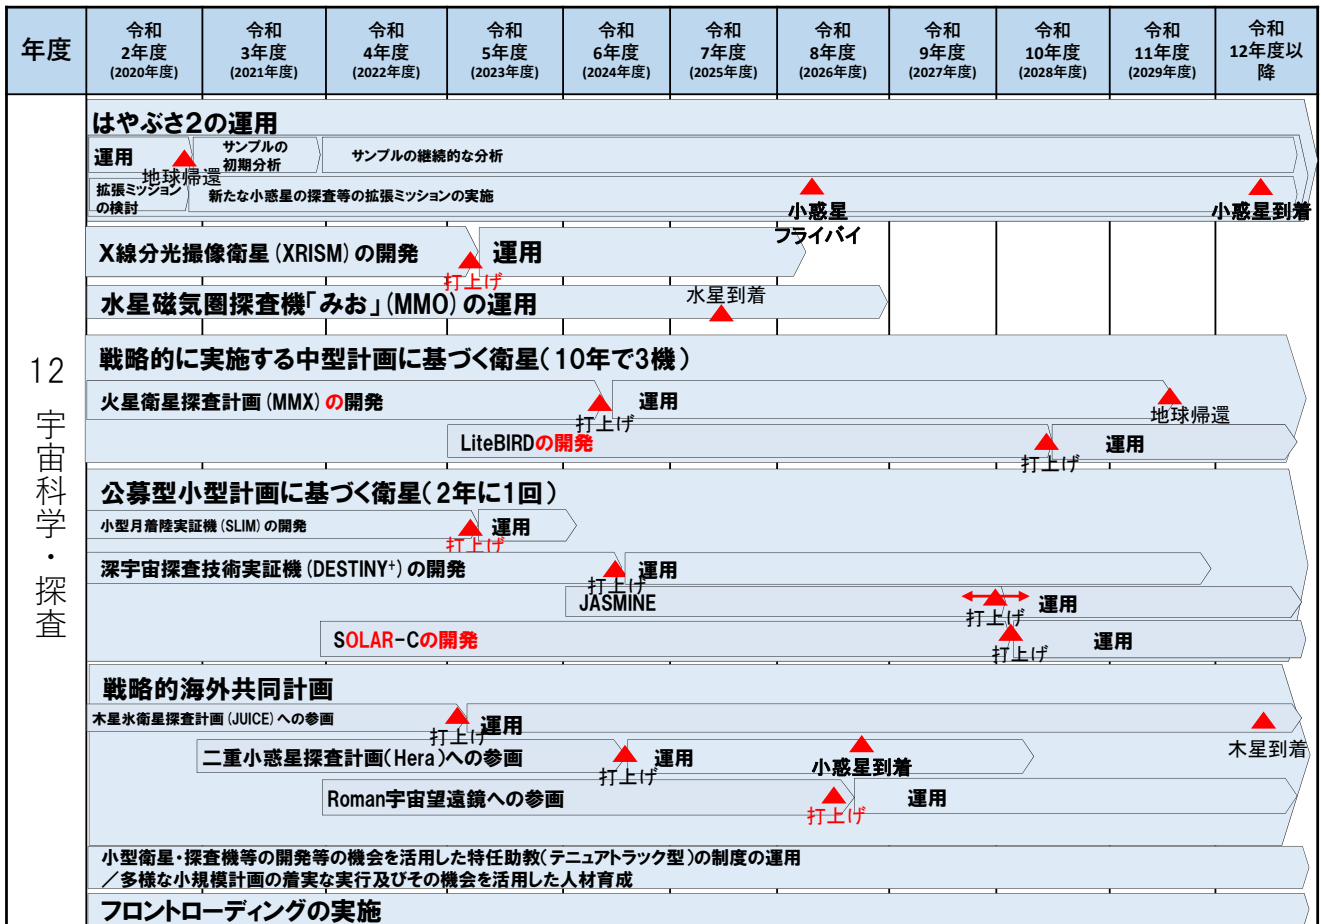 年度
令和
2年度
(2020年度)
令和
3年度
(2021年度)
令和
4年度
(2022年度)
令和
5年度
(2023年度)
令和
6年度
(2024年度)
令和
7年度
(2025年度)
令和
8年度
(2026年度)
令和
9年度
(2027年度)
令和
10年度
(2028年度)
令和
11年度
(2029年度)
令和
12年度以
降
12
宇宙科学・探査
はやぶさ2の運用
運用
地球帰還
サンプルの
初期分析
サンプルの継続的な分析
拡張ミッション
の検討
新たな小惑星の探査等の拡張ミッションの実施
小惑星
フライバイ
小惑星到着
X線分光撮像衛星(XRISM)の開発
打上げ
運用
水星磁気圏探査機「みお」(MMO)の運用
水星到着
戦略的に実施する中型計画に基づく衛星(10年で3機)
火星衛星探査計画(MMX)の開発
打上げ
運用
地球帰還
LiteBIRDの開発
打上げ
運用
公募型小型計画に基づく衛星(2年に1回)
小型月着陸実証機(SLIM)の開発
打上げ
運用
深宇宙探査技術実証機(DESTINY+)の開発
打上げ
運用
JASMINE
打上げ
運用
SOLAR-Cの開発
打上げ
運用
戦略的海外共同計画
木星氷衛星探査計画(JUICE)への参画
打上げ
運用
木星到着
二重小惑星探査計画(Hera)への参画
打上げ
運用
小惑星到着
Roman宇宙望遠鏡への参画
打上げ
運用
小型衛星・探査機等の開発等の機会を活用した特任助教(テニュアトラック型)の制度の運用
/多様な小規模計画の着実な実行及びその機会を活用した人材育成
フロントローディングの実施